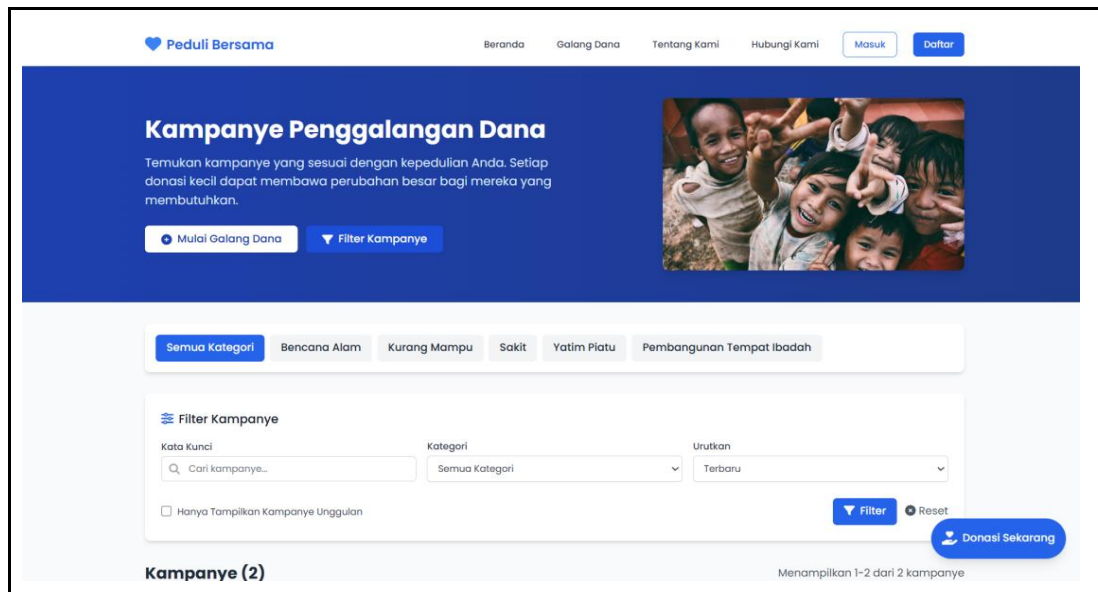 Peduli Bersama
Beranda
Galang Dana
Tentang Kami
Hubungi Kami
Masuk
Daftar
Kampanye Penggalangan Dana
Temukan kampanye yang sesuai dengan kepedulian Anda. Setiap
donasi kecil dapat membawa perubahan besar bagi mereka yang
membutuhkan.
Mulai Galang Dana
Filter Kampanye
Semua Kategori
Bencana Alam
Kurang Mampu
Sakit
Yatim Piatu
Pembangunan Tempat Ibadah
Filter Kampanye
Kata Kunci
Kategori
Urutkan
Cari kampanye...
Semua Kategori
Terbaru
Hanya Tampilkan Kampanye Unggulan
Filter
Reset
Donasi Sekarang
Kampanye (2)
Menampilkan 1-2 dari 2 kampanye